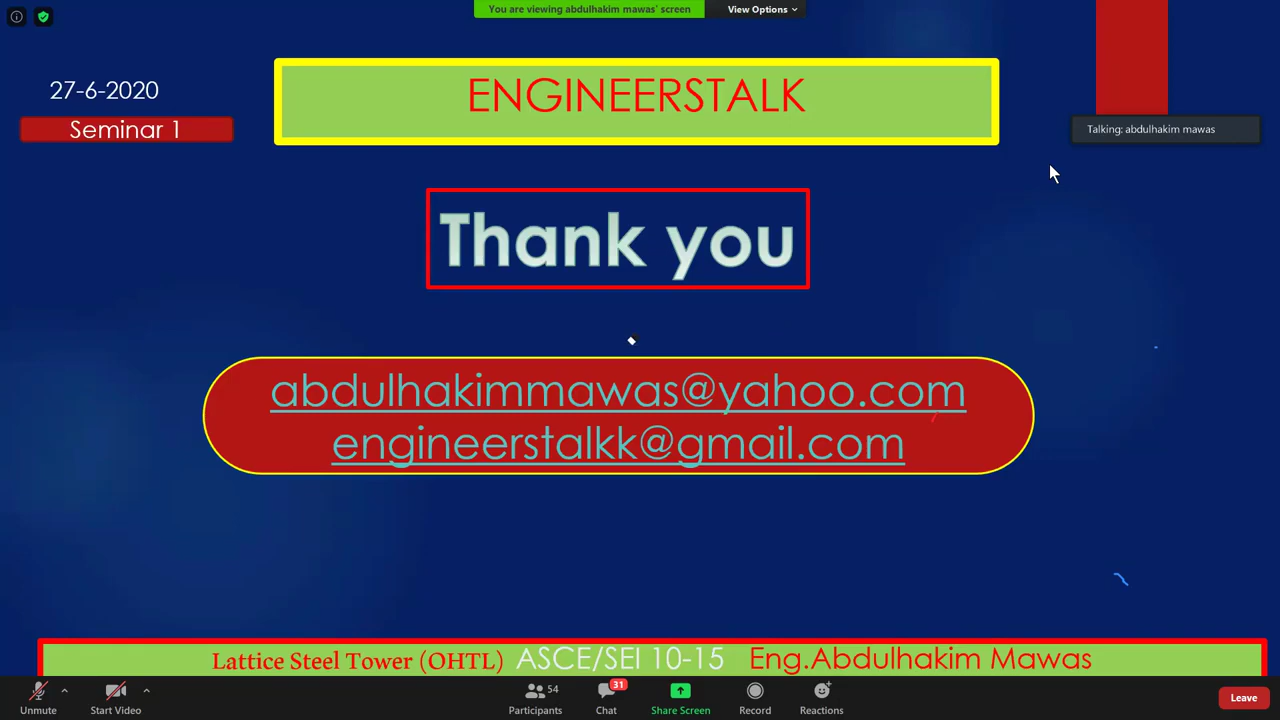 You are viewing abdulhakim mawas' screen
View Options
27-6-2020
ENGINEERSTALK
Seminar 1
Talking: abdulhakim mawas
Thank you
abdulhakimmawas@yahoo.com
engineerstalkk@gmail.com
Lattice Steel Tower (OHTL) ASCE/SEI 10-15 Eng.Abdulhakim Mawas
54
31
Unmute
Start Video
Participants
Chat
Share Screen
Record
Reactions
Leave